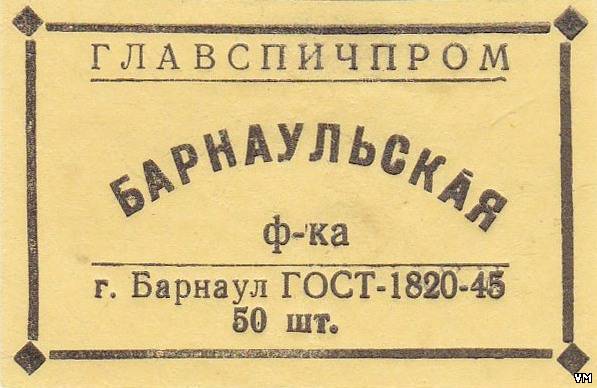 ГЛАВСПИЧПРОМ
БАРНАУЛЬСКАЯ
ф-ка
г. Барнаул ГОСТ-1820-45
50 шт.
VM